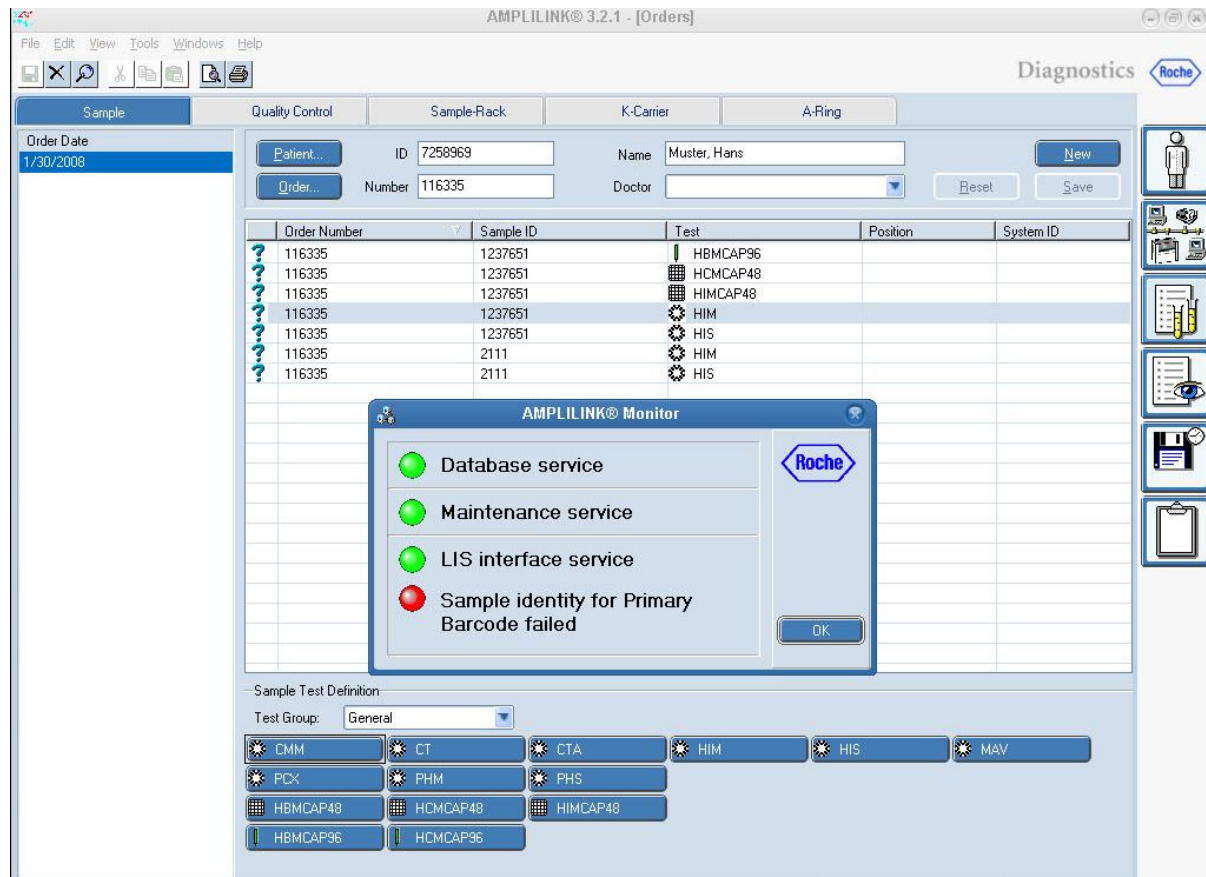 AMPLILINK® 3.2.1 - [Orders]
File Edit View Tools Windows Help
Diagnostics Roche
Sample Quality Control Sample-Rack K-Carrier A-Ring
Order Date
1/30/2008
Patient... ID 7258969 Name Muster, Hans New
Order... Number 116335 Doctor Reset Save
Order Number Sample ID Test Position System ID
? 116335 1237651 HBMCAP96
? 116335 1237651 HCMCAP48
? 116335 1237651 HIMCAP48
? 116335 1237651 HIM
? 116335 1237651 HIS
? 116335 2111 HIM
? 116335 2111 HIS
AMPLILINK® Monitor
Roche
Database service
Maintenance service
LIS interface service
Sample identity for Primary
Barcode failed
OK
Sample Test Definition
Test Group: General
CMM CT CTA HIM HIS MAV
PCX PHM PHS
HBMCAP48 HCMCAP48 HIMCAP48
HBMCAP96 HCMCAP96